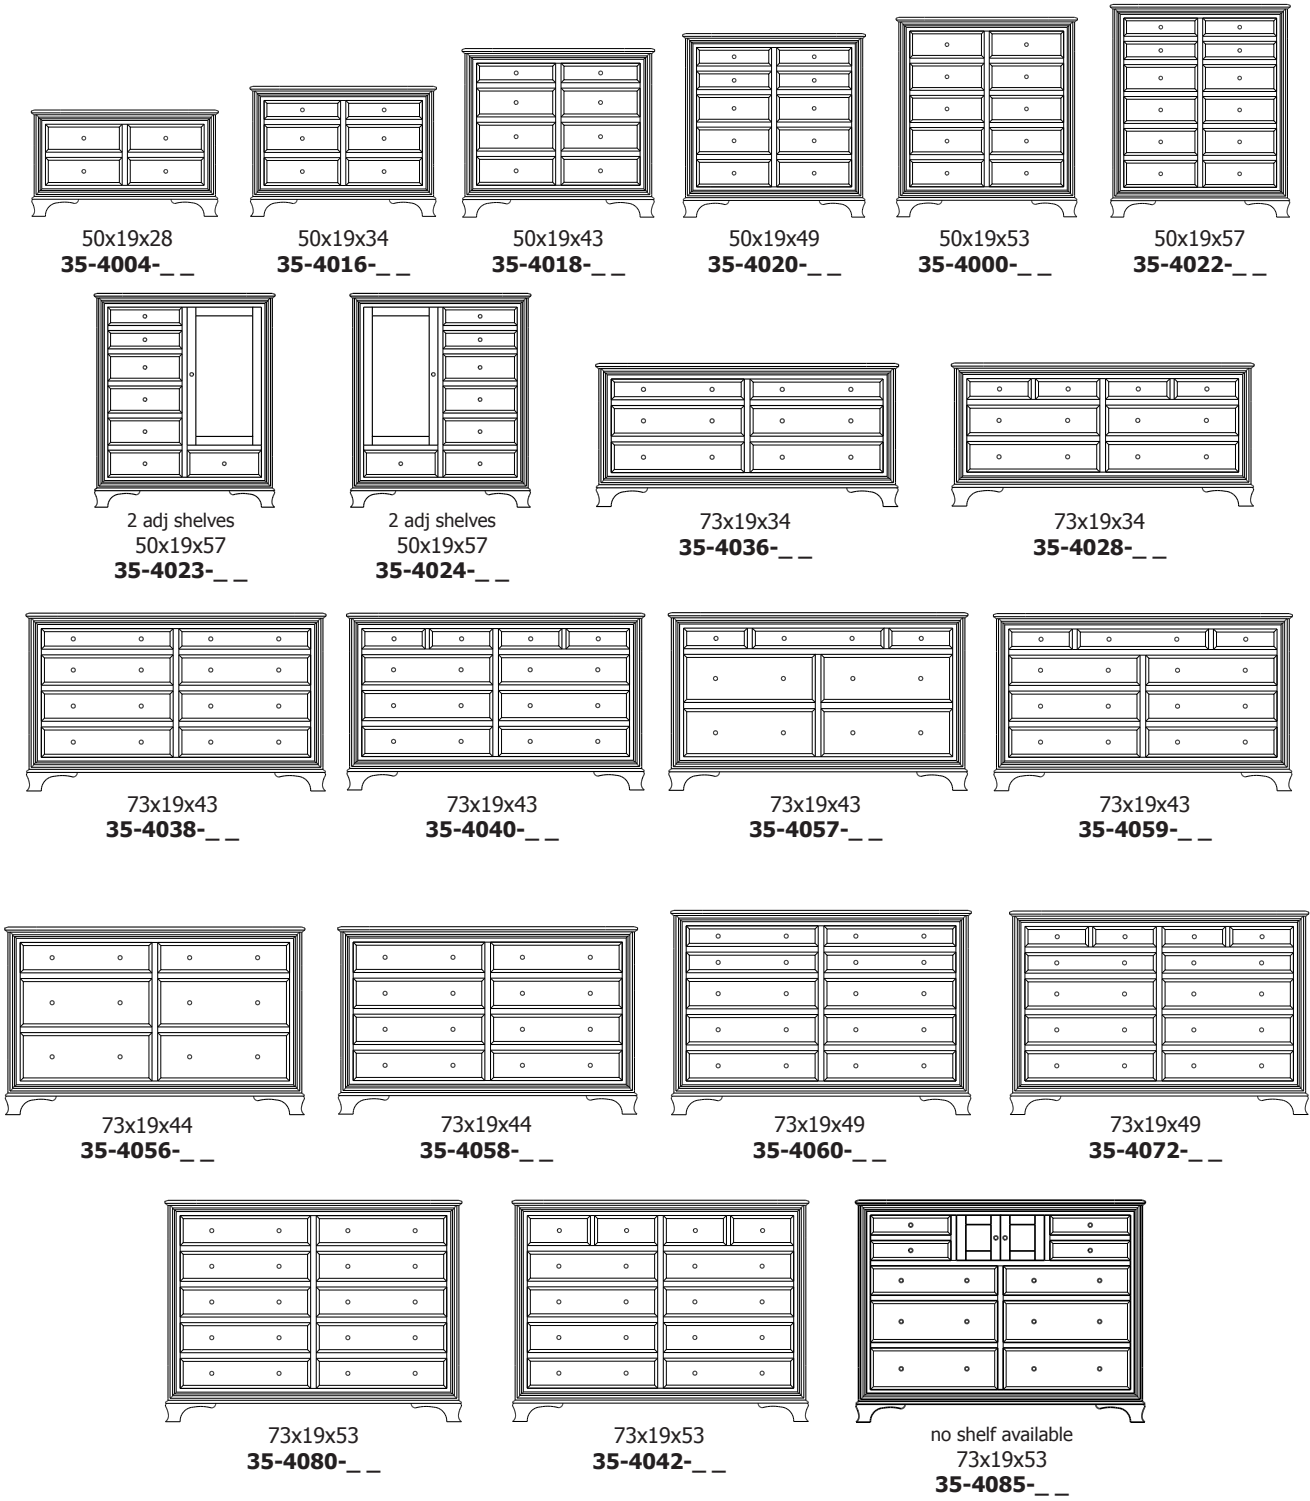 50x19x28
35-4004-_ _
50x19x34
35-4016-_ _
50x19x43
35-4018-_ _
50x19x49
35-4020-_ _
50x19x53
35-4000-_ _
50x19x57
35-4022-_ _
2 adj shelves
50x19x57
35-4023-_ _
2 adj shelves
50x19x57
35-4024-_ _
73x19x34
35-4036-_ _
73x19x34
35-4028-_ _
73x19x43
35-4038-_ _
73x19x43
35-4040-_ _
73x19x43
35-4057-_ _
73x19x43
35-4059-_ _
73x19x44
35-4056-_ _
73x19x44
35-4058-_ _
73x19x49
35-4060-_ _
73x19x49
35-4072-_ _
73x19x53
35-4080-_ _
73x19x53
35-4042-_ _
no shelf available
73x19x53
35-4085-_ _